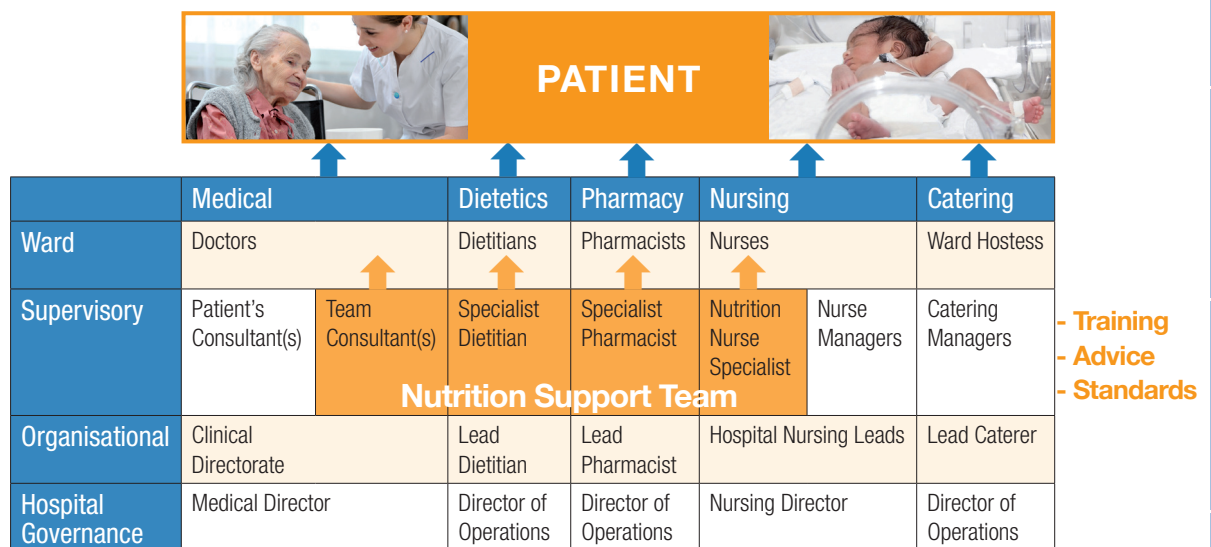 PATIENT
Medical Dietetics Pharmacy Nursing Catering
Ward Doctors Dietitians Pharmacists Nurses Ward Hostess
Supervisory Patient's Team Specialist Specialist Nutrition Nurse Catering
Consultant(s) Consultant(s) Dietitian Pharmacist Nurse Managers Managers
Specialist
Nutrition Support Team
- Training
- Advice
- Standards
Organisational Clinical Lead Lead Hospital Nursing Leads Lead Caterer
Directorate Dietitian Pharmacist
Hospital Medical Director Director of Director of Nursing Director Director of
Governance Operations Operations Operations